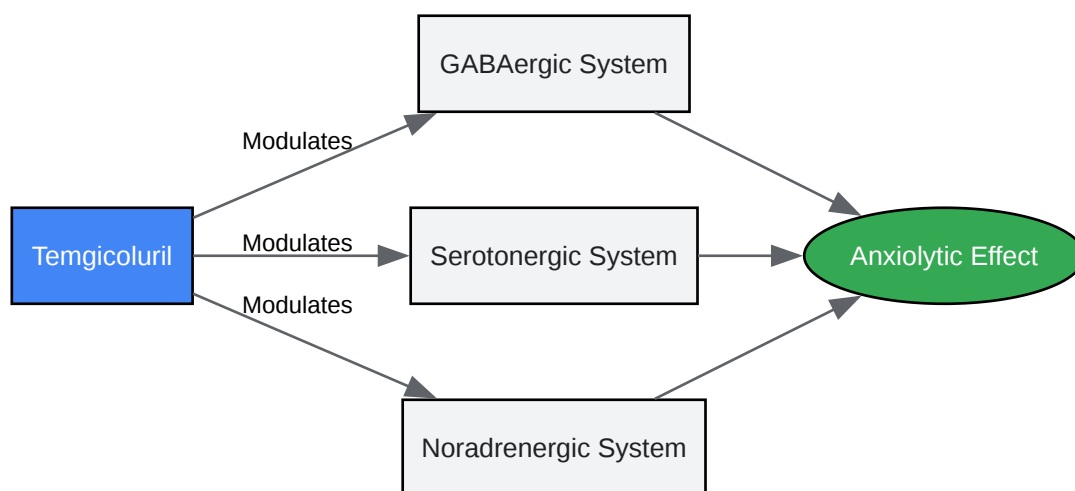 GABAergic System
Modulates
Temgicoluril
Modulates
Serotonergic System
Anxiolytic Effect
Modulates
Noradrenergic System